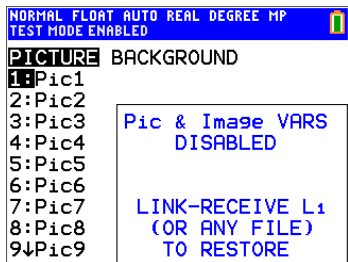 NORMAL FLOAT AUTO REAL DEGREE MP
TEST MODE ENABLED
PICTURE BACKGROUND
1:Pic1
2:Pic2
3:Pic3
4:Pic4
5:Pic5
6:Pic6
7:Pic7
8:Pic8
9↓Pic9
Pic & Image VARS
DISABLED
LINK-RECEIVE L₁
(OR ANY FILE)
TO RESTORE